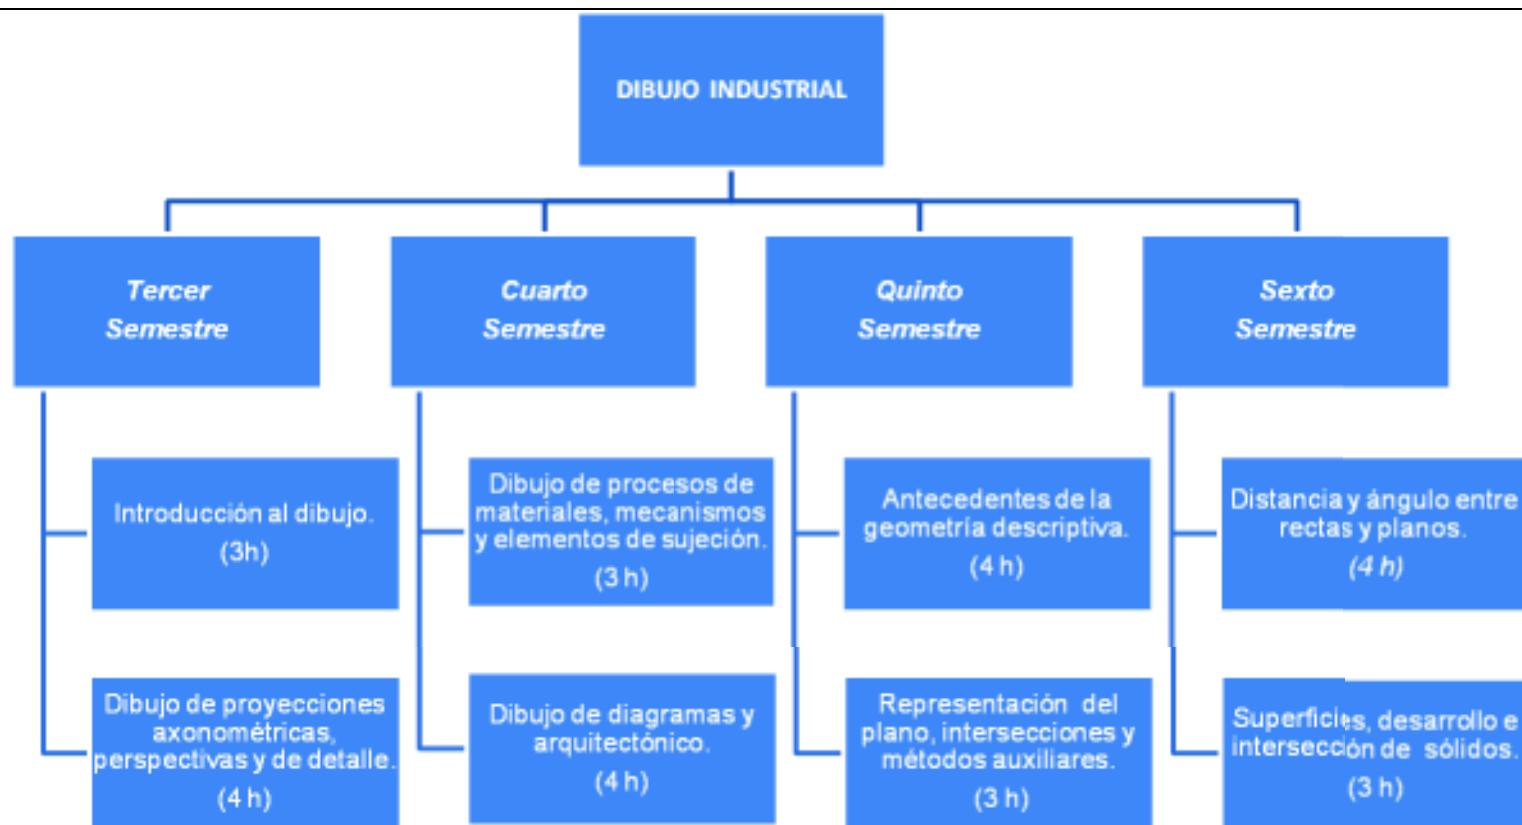 DIBUJO INDUSTRIAL
Tercer
Semestre
Cuarto
Semestre
Quinto
Semestre
Sexto
Semestre
Introducción al dibujo.
(3h)
Dibujo de procesos de
materiales, mecanismos
y elementos de sujeción.
(3 h)
Antecedentes de la
geometría descriptiva.
(4 h)
Distancia y ángulo entre
rectas y planos.
(4 h)
Dibujo de proyecciones
axonométricas,
perspectivas y de detalle.
(4 h)
Dibujo de diagramas y
arquitectónico.
(4 h)
Representación del
plano, intersecciones y
métodos auxiliares.
(3 h)
Superficies, desarrollo e
intersección de sólidos.
(3 h)